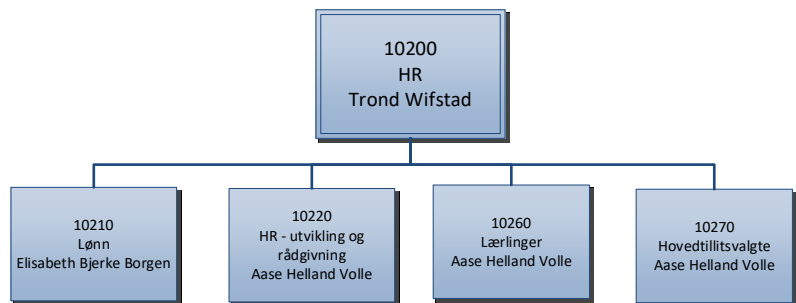 10200
HR
Trond Wifstad
10210
Lønn
Elisabeth Bjerke Borgen
10220
HR - utvikling og
rådgivning
Aase Helland Volle
10260
Lærlinger
Aase Helland Volle
10270
Hovedtillitsvalgte
Aase Helland Volle